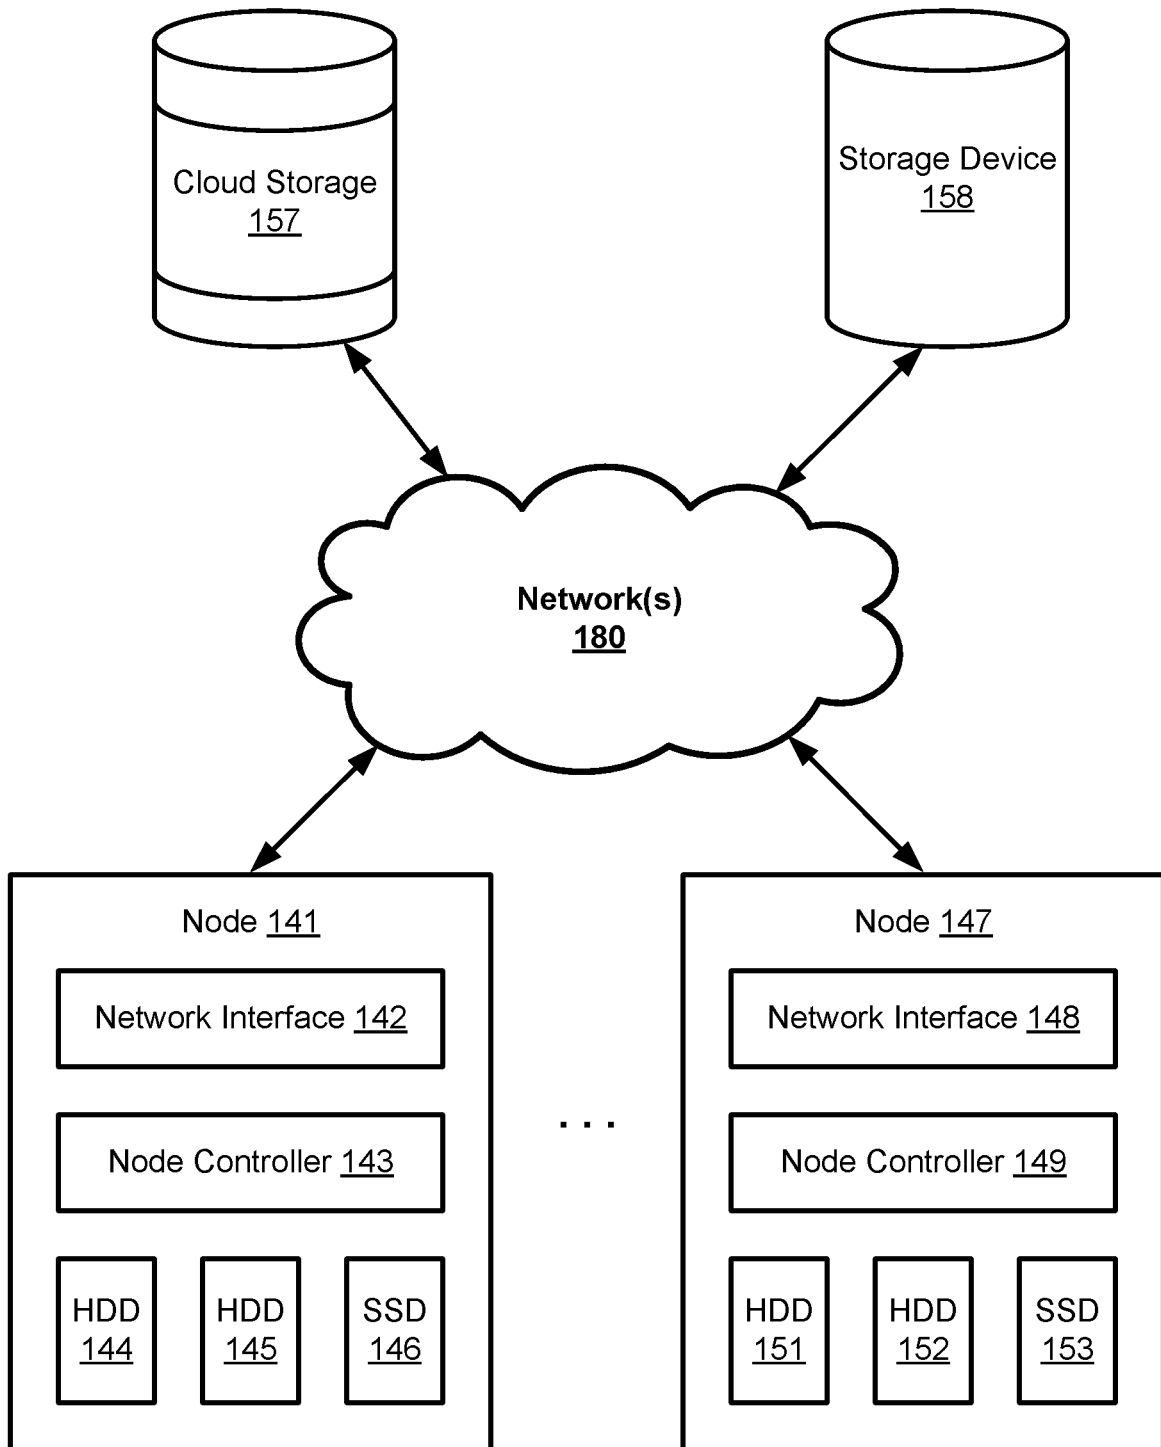 Cloud Storage
157
Storage Device
158
Network(s)
180
Node 141
Network Interface 142
Node Controller 143
HDD
144
HDD
145
SSD
146
. . .
Node 147
Network Interface 148
Node Controller 149
HDD
151
HDD
152
SSD
153